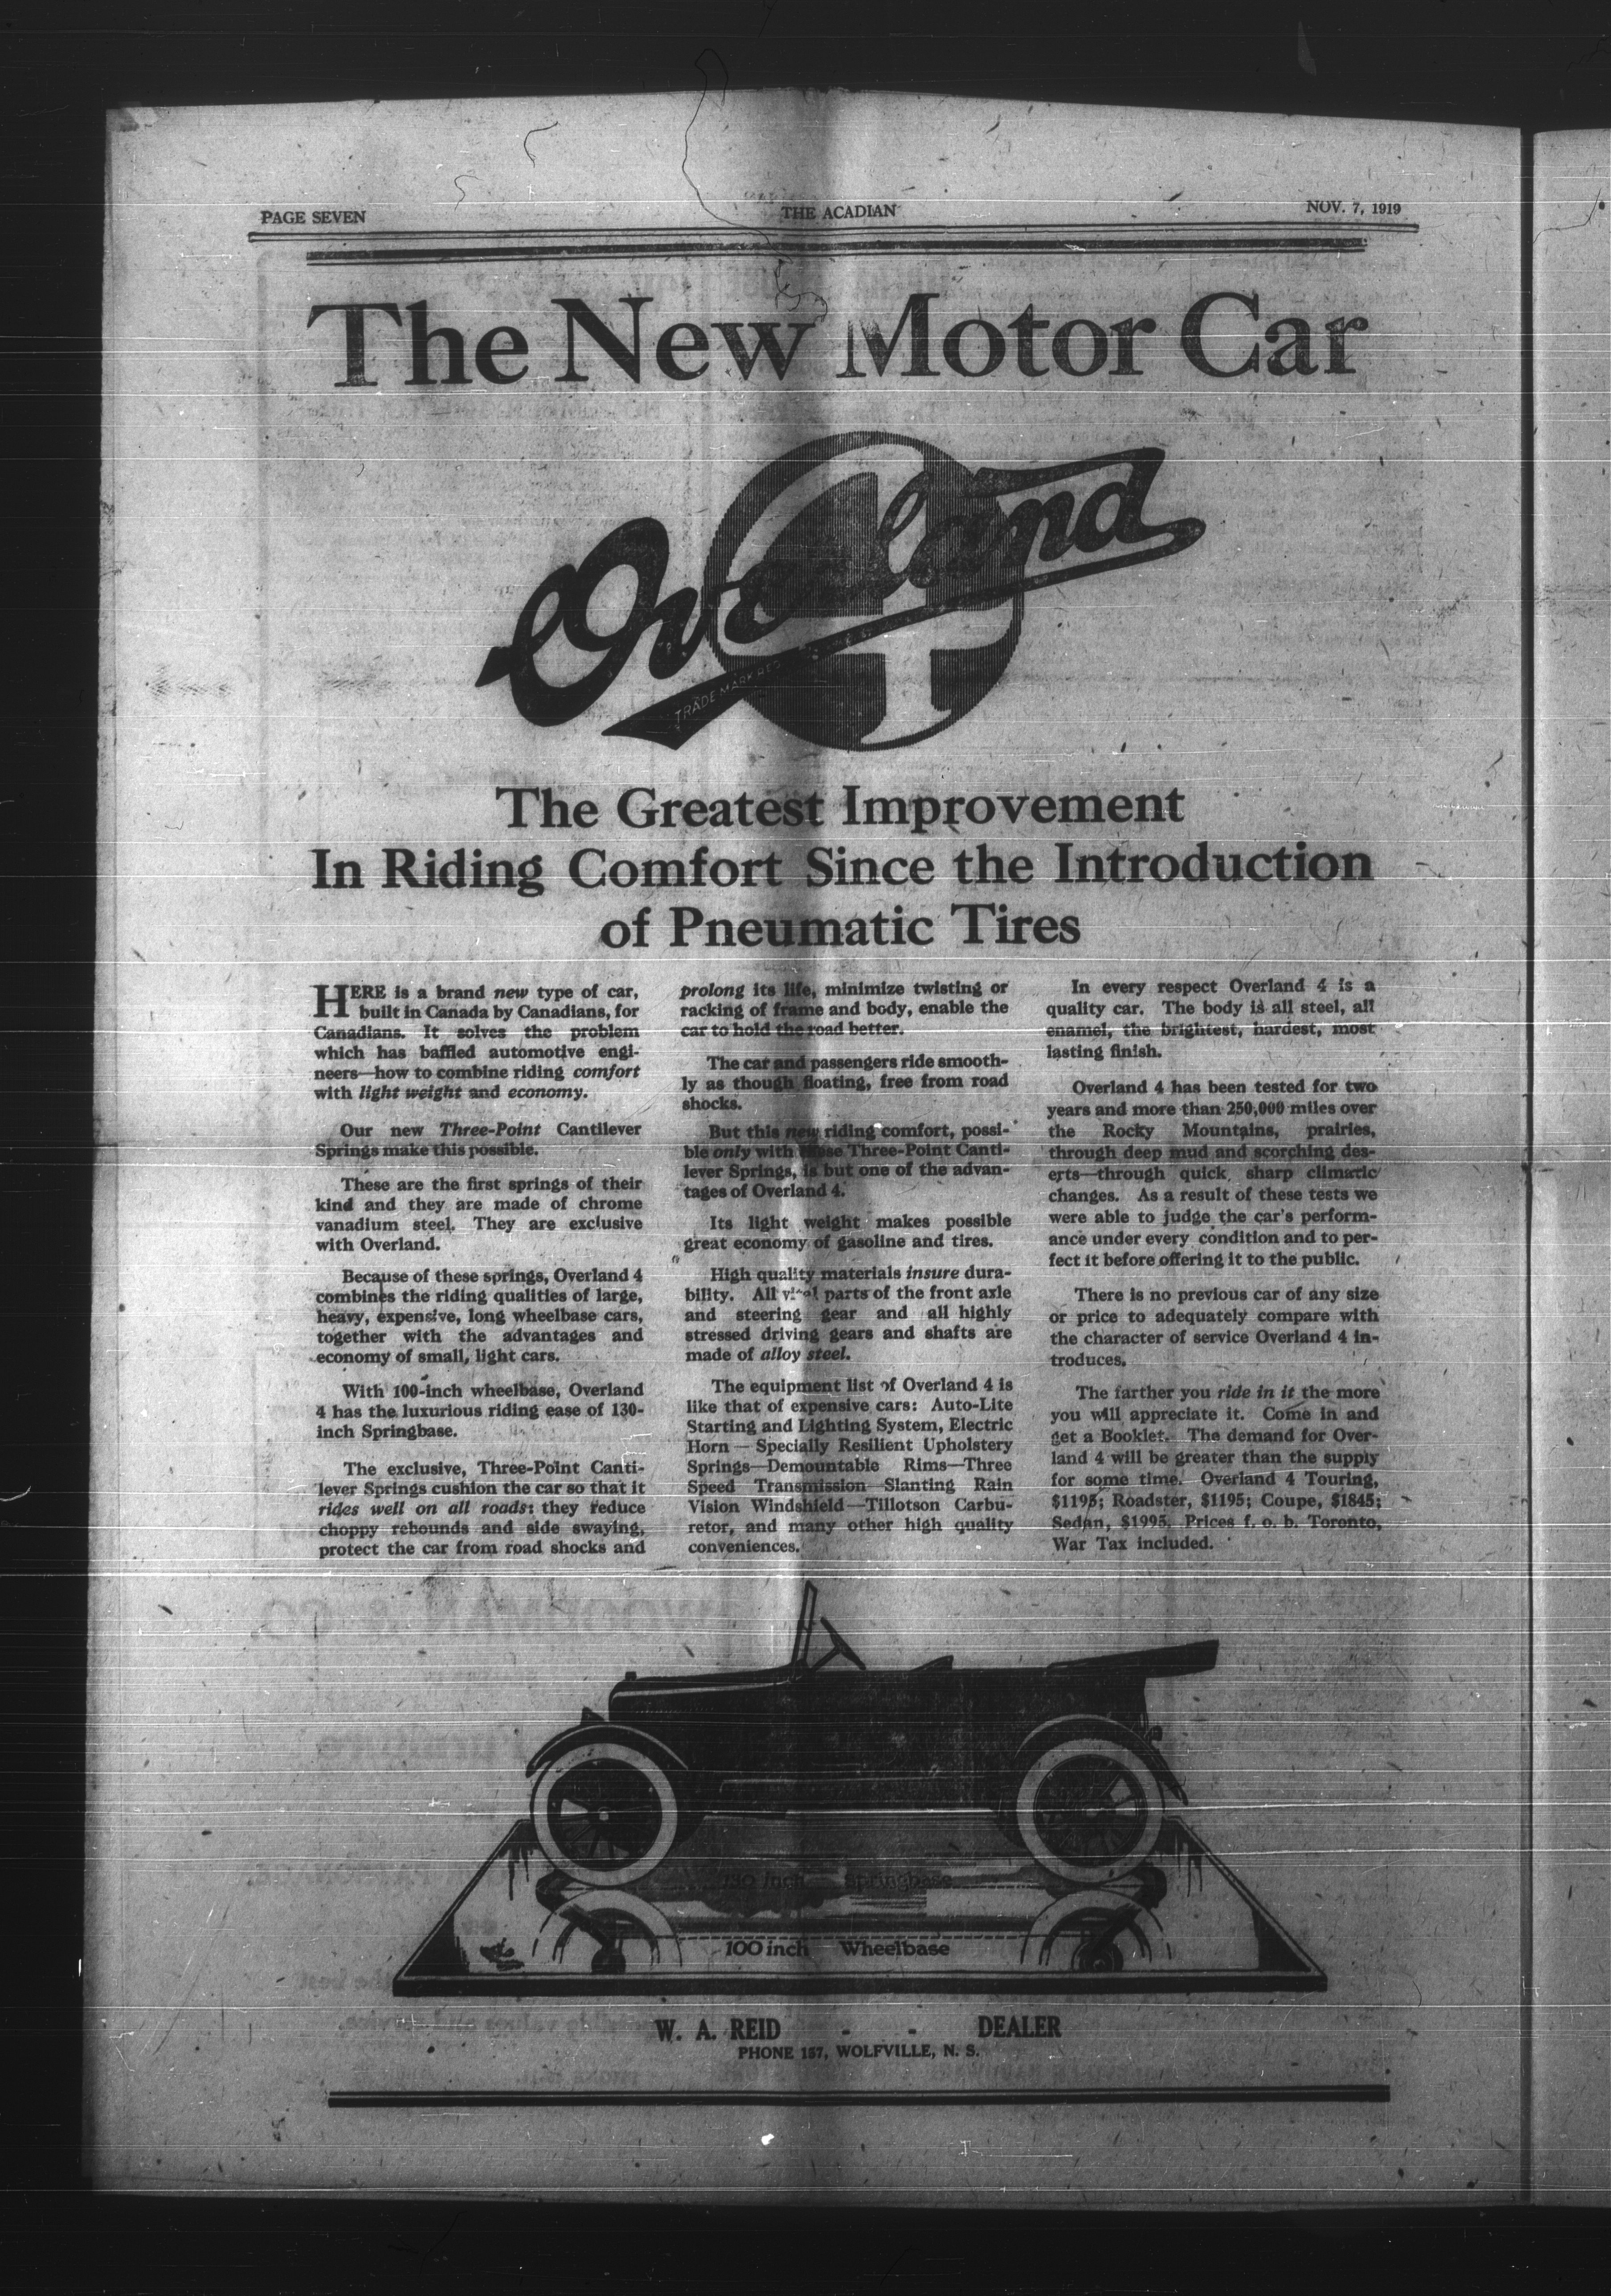 PAGE SEVEN
THE ACADIAN
NOV. 7, 1919
The New Motor Car
Overland
4
TRADE MARK REG
The Greatest Improvement
In Riding Comfort Since the Introduction
of Pneumatic Tires
HERE is a brand new type of car,
built in Canada by Canadians, for
Canadians. It solves the problem
which has baffled automotive engi-
neers—how to combine riding comfort
with light weight and economy.
Our new Three-Point Cantilever
Springs make this possible.
These are the first springs of their
kind and they are made of chrome
vanadium steel. They are exclusive
with Overland.
Because of these springs, Overland 4
combines the riding qualities of large,
heavy, expensive, long wheelbase cars,
together with the advantages and
economy of small, light cars.
With 100-inch wheelbase, Overland
4 has the luxurious riding ease of 130-
inch Springbase.
The exclusive, Three-Point Canti-
lever Springs cushion the car so that it
rides well on all roads: they reduce
choppy rebounds and side swaying,
protect the car from road shocks and
prolong its life, minimize twisting or
racking of frame and body, enable the
car to hold the road better.
The car and passengers ride smooth-
ly as though floating, free from road
shocks.
But this new riding comfort, possi-
ble only with these Three-Point Canti-
lever Springs, is but one of the advan-
tages of Overland 4.
Its light weight makes possible
great economy of gasoline and tires.
High quality materials insure dura-
bility. All vital parts of the front axle
and steering gear and all highly
stressed driving gears and shafts are
made of alloy steel.
The equipment list of Overland 4 is
like that of expensive cars: Auto-Lite
Starting and Lighting System, Electric
Horn — Specially Resilient Upholstery
Springs—Demountable Rims—Three
Speed Transmission—Slanting Rain
Vision Windshield—Tillotson Carbu-
retor, and many other high quality
conveniences.
In every respect Overland 4 is a
quality car. The body is all steel, all
enamel, the brightest, hardest, most
lasting finish.
Overland 4 has been tested for two
years and more than 250,000 miles over
the Rocky Mountains, prairies,
through deep mud and scorching des-
erts—through quick, sharp climatic
changes. As a result of these tests we
were able to judge the car's perform-
ance under every condition and to per-
fect it before offering it to the public.
There is no previous car of any size
or price to adequately compare with
the character of service Overland 4 in-
troduces.
The farther you ride in it the more
you will appreciate it. Come in and
get a Booklet. The demand for Over-
land 4 will be greater than the supply
for some time. Overland 4 Touring,
$1195; Roadster, $1195; Coupe, $1845;
Sedan, $1995. Prices f. o. b. Toronto,
War Tax included.
130 inch Springbase
100 inch Wheelbase
W. A. REID - - DEALER
PHONE 157, WOLFVILLE, N. S.